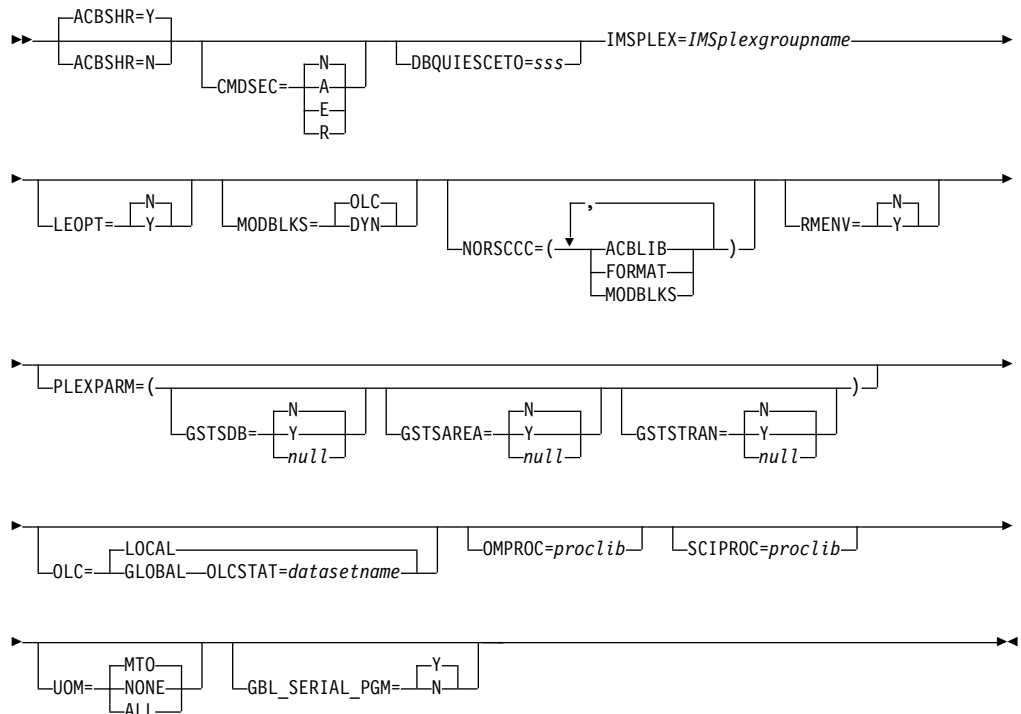 ACBSHR=Y
ACBSHR=N
CMDSEC=
N
A
E
R
DBQUIESCETO=sss
IMSPLEX=IMSplexgroupname
LEOPT=
N
Y
MODBLKS=
OLC
DYN
NORSCCC=(
,
ACBLIB
FORMAT
MODBLKS
)
RMENV=
N
Y
PLEXPARM=(
GSTSDB=
N
Y
null
GSTSAREA=
N
Y
null
GSTSTRAN=
N
Y
null
)
OLC=
LOCAL
GLOBAL OLCSTAT=datasetname
OMPROC=proclib
SCIPROC=proclib
UOM=
MTO
NONE
ALL
GBL_SERIAL_PGM=
Y
N